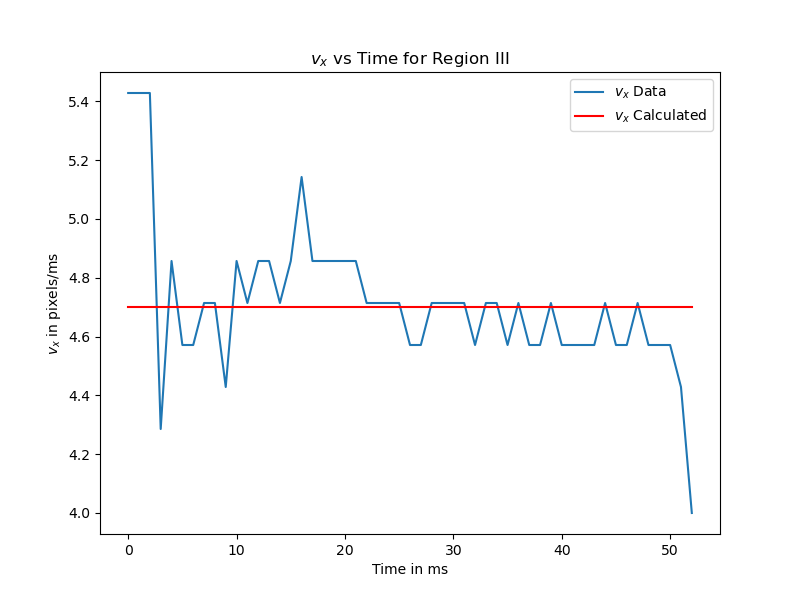 v_x vs Time for Region III
v_x Data
v_x Calculated
v_x in pixels/ms
5.4
5.2
5.0
4.8
4.6
4.4
4.2
4.0
0 10 20 30 40 50
Time in ms